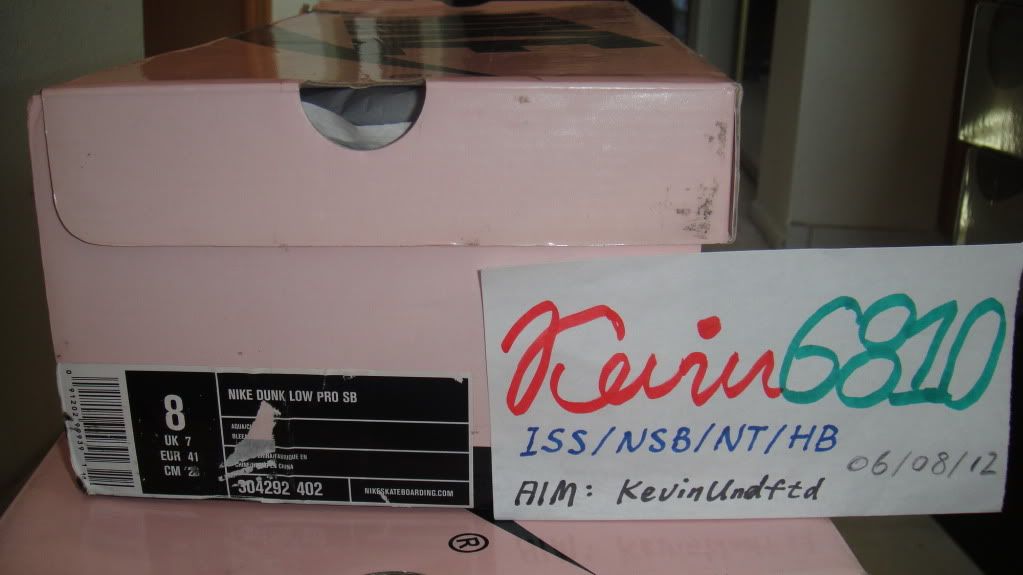 8
UK 7
EUR 41
CM
NIKE DUNK LOW PRO SB
304292 402
NIKESKATEBOARDING.COM
Kevin6810
ISS/NSB/NT/HB
06/08/12
AIM: KevinUndftd
®